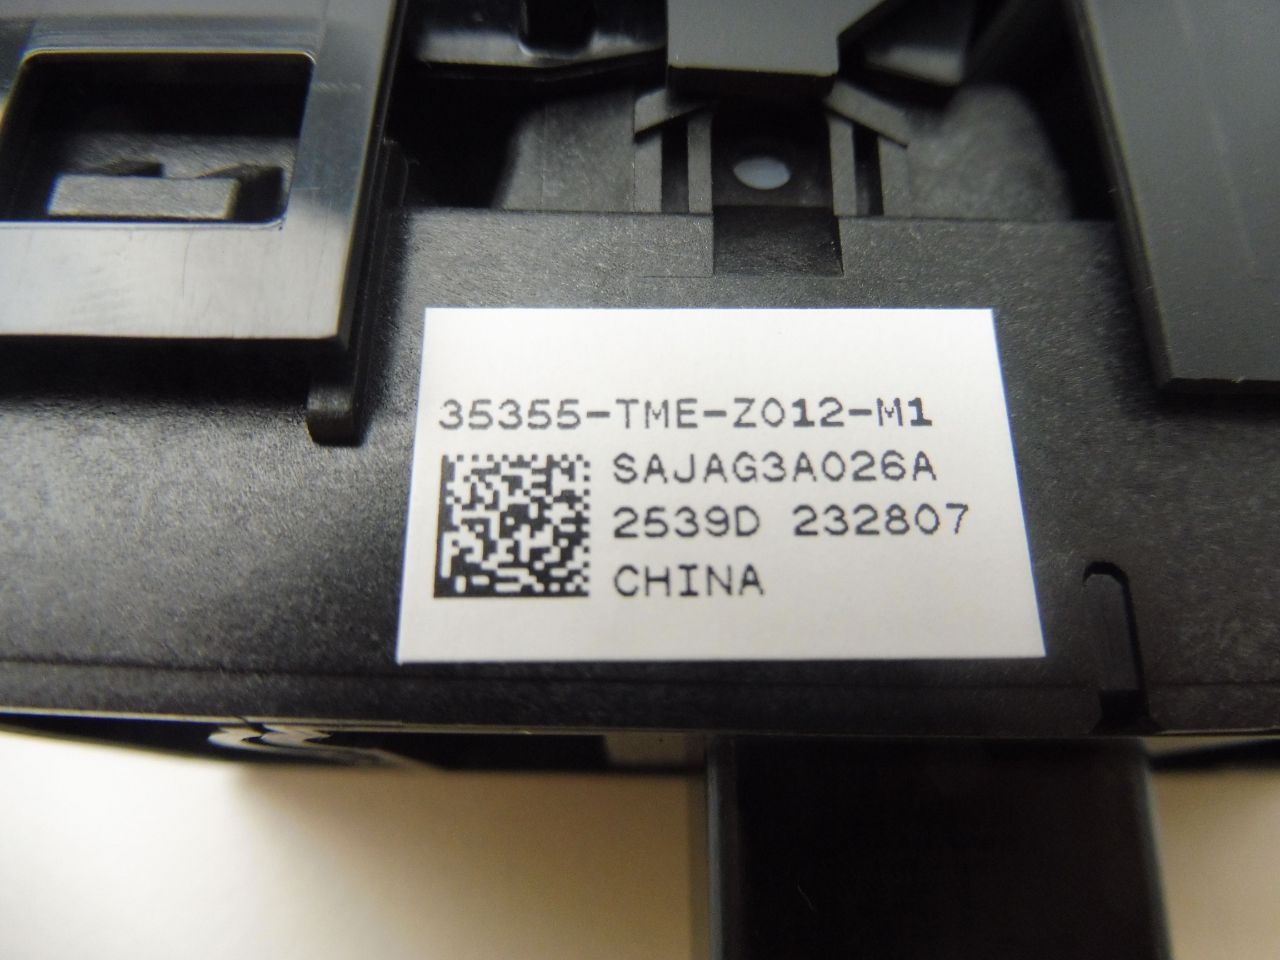 35355-TME-Z012-M1
SAJAG3A026A
2539D 232807
CHINA